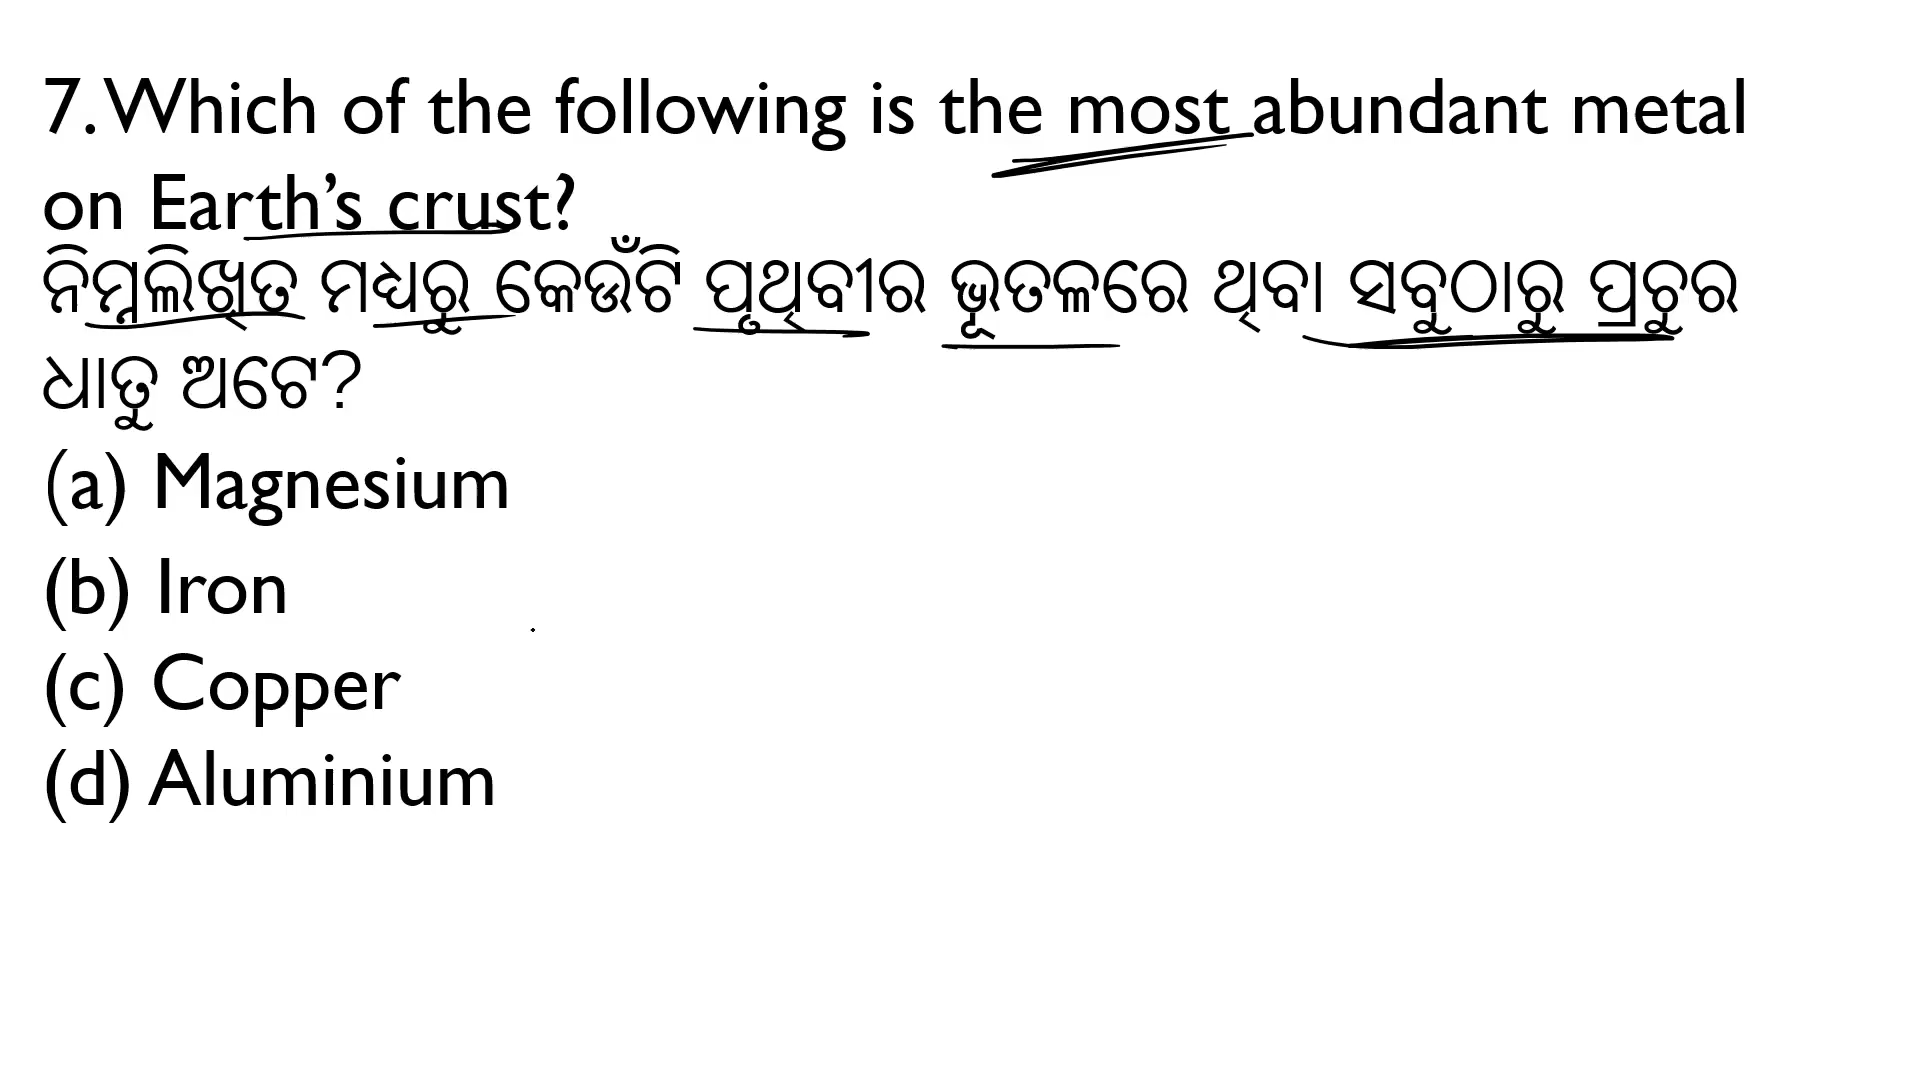 7. Which of the following is the most abundant metal
on Earth’s crust?
ନିମ୍ନଲିଖିତ ମଧ୍ୟରୁ କେଉଁଟି ପୃଥିବୀର ଭୂତଳରେ ଥିବା ସବୁଠାରୁ ପ୍ରଚୁର
ଧାତୁ ଅଟେ?
(a) Magnesium
(b) Iron
(c) Copper
(d) Aluminium